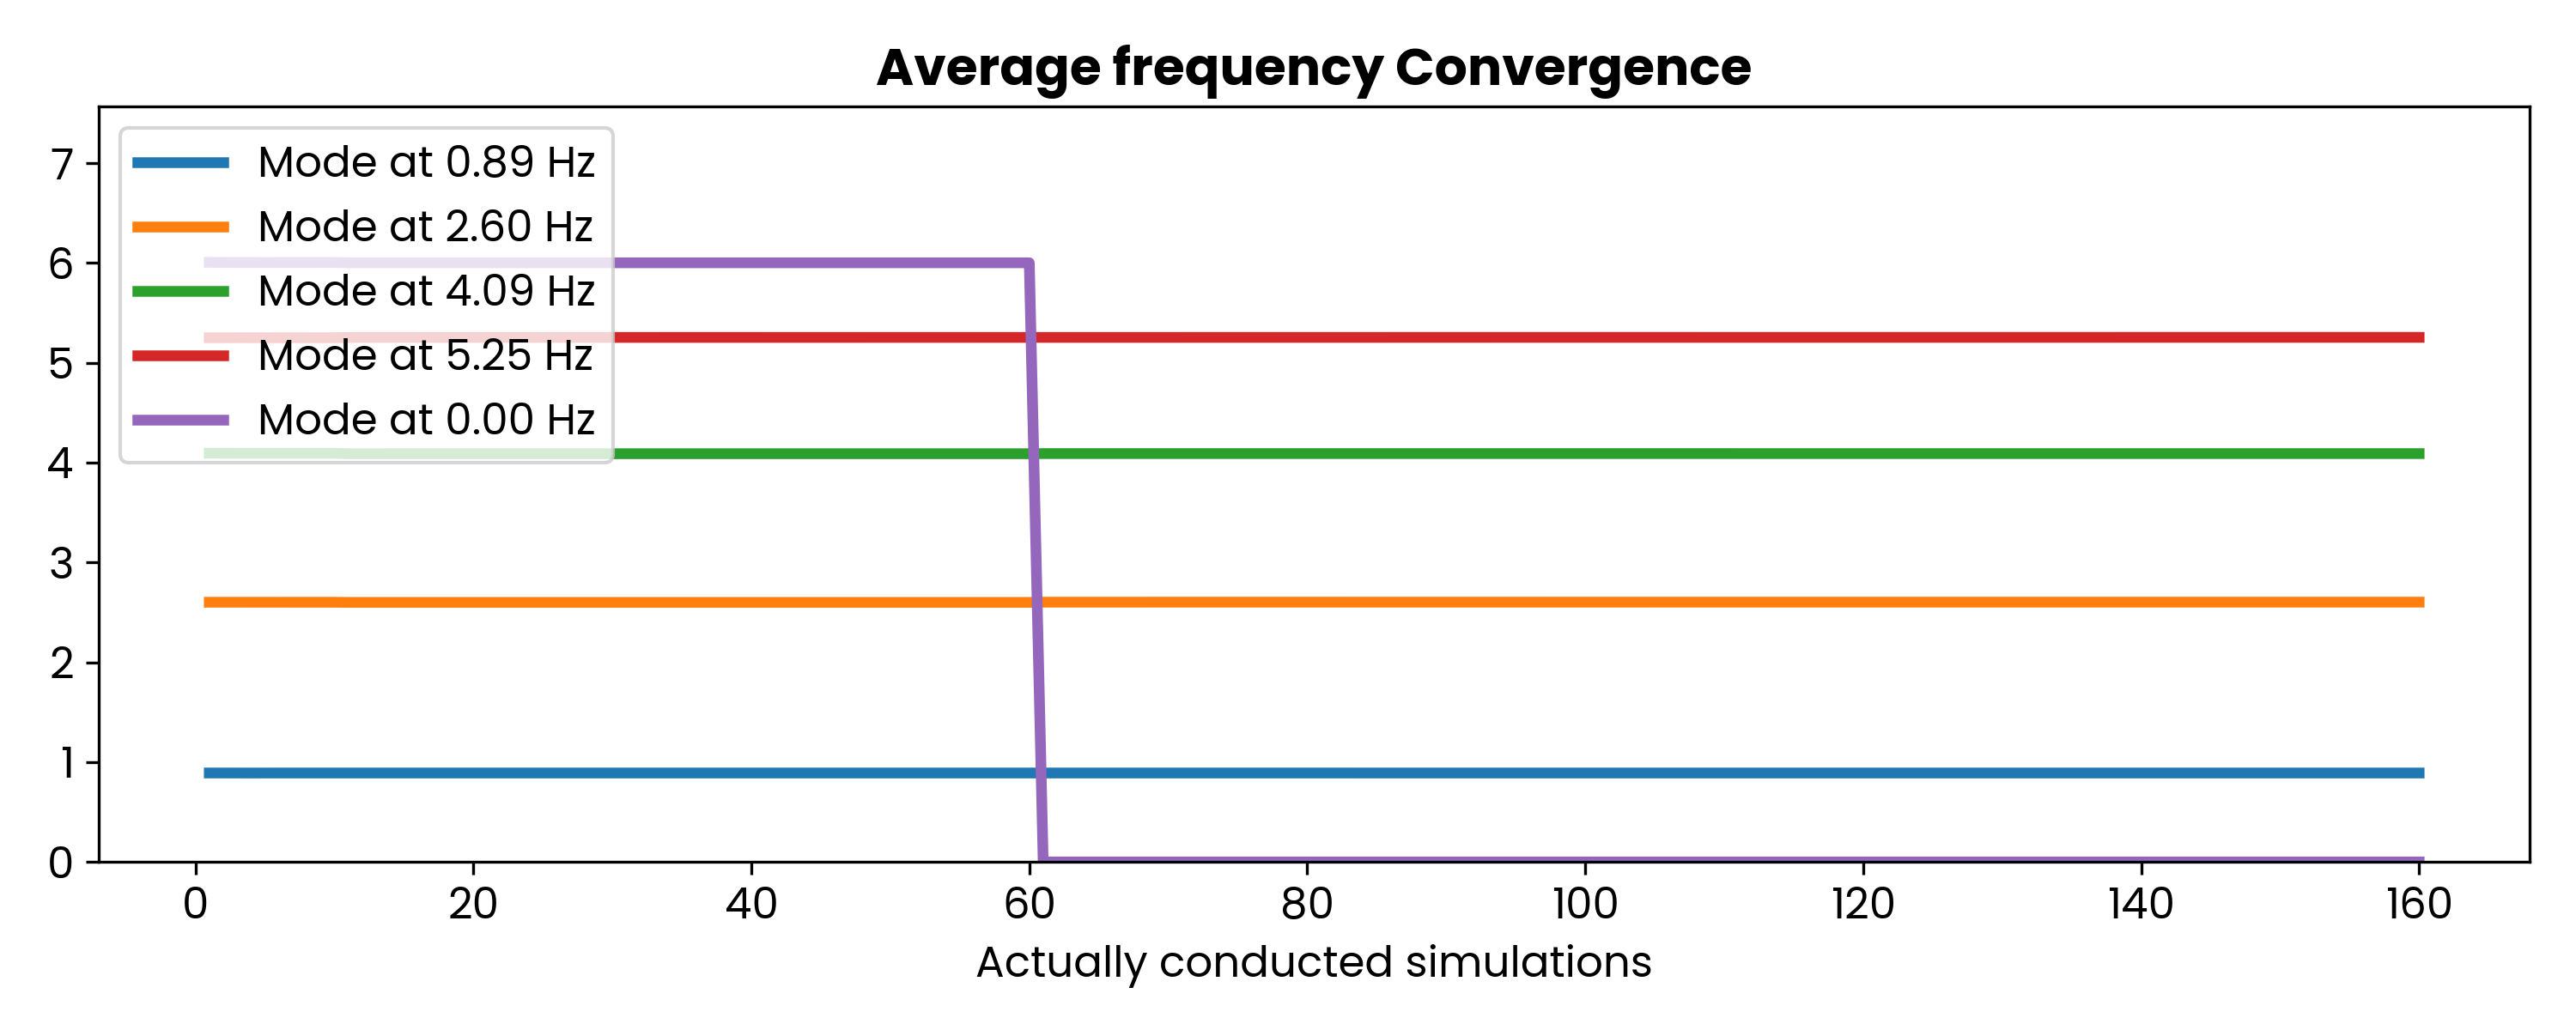 Average frequency Convergence
7
6
5
4
3
2
1
0
Mode at 0.89 Hz
Mode at 2.60 Hz
Mode at 4.09 Hz
Mode at 5.25 Hz
Mode at 0.00 Hz
0 20 40 60 80 100 120 140 160
Actually conducted simulations